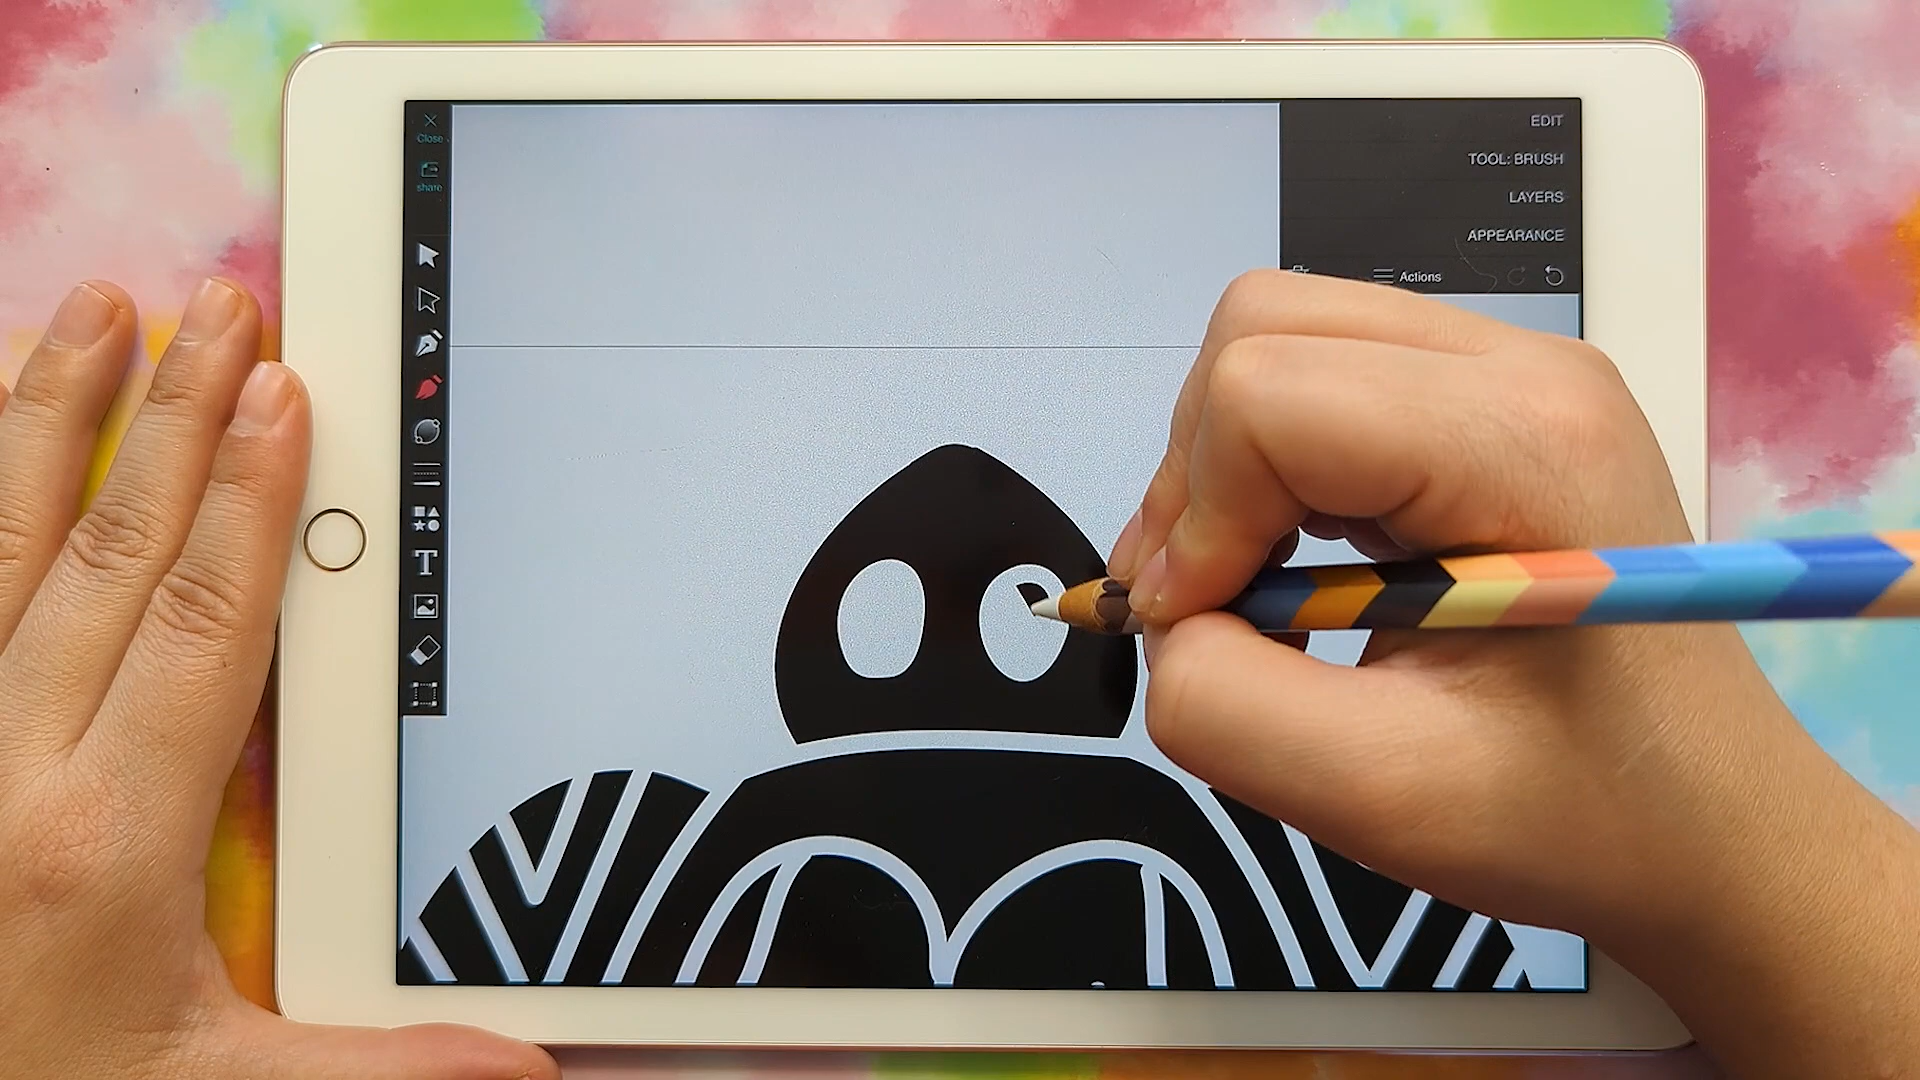 Close
share
T
EDIT
TOOL: BRUSH
LAYERS
APPEARANCE
Actions